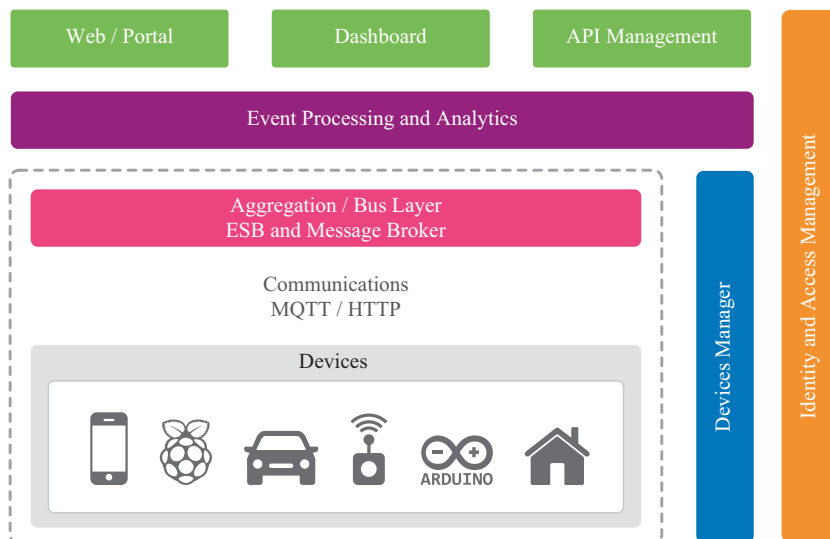 Web / Portal
Dashboard
API Management
Event Processing and Analytics
Aggregation / Bus Layer
ESB and Message Broker
Communications
MQTT / HTTP
Devices
ARDUINO
Devices Manager
Identity and Access Management